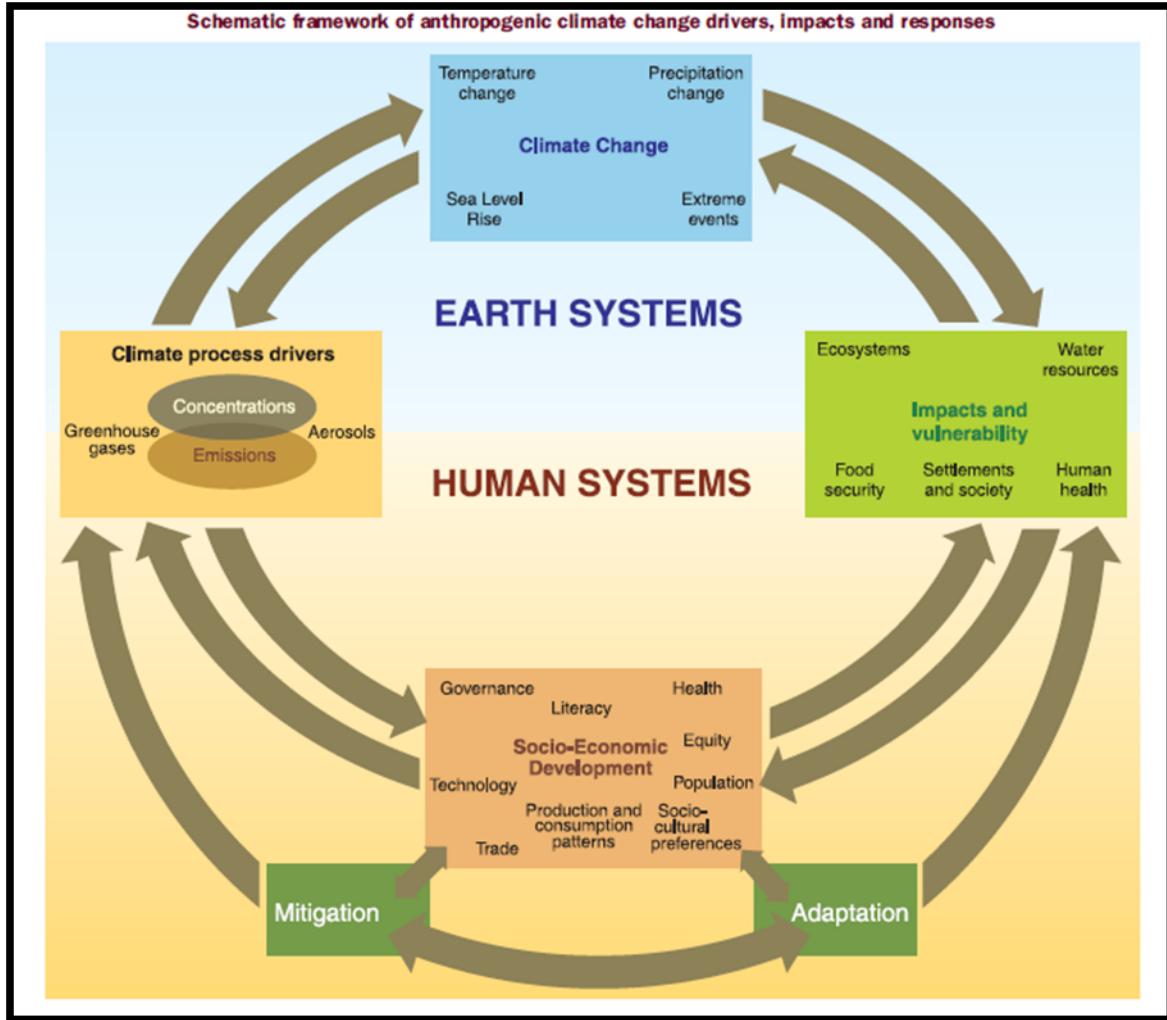 Schematic framework of anthropogenic climate change drivers, impacts and responses
Temperature
change
Precipitation
change
Climate Change
Sea Level
Rise
Extreme
events
EARTH SYSTEMS
Climate process drivers
Concentrations
Greenhouse
gases
Aerosols
Emissions
Ecosystems
Water
resources
Impacts and
vulnerability
Food
security
Settlements
and society
Human
health
HUMAN SYSTEMS
Governance
Health
Literacy
Equity
Socio-Economic
Development
Technology
Population
Production and
consumption
patterns
Socio-
cultural
preferences
Trade
Mitigation
Adaptation